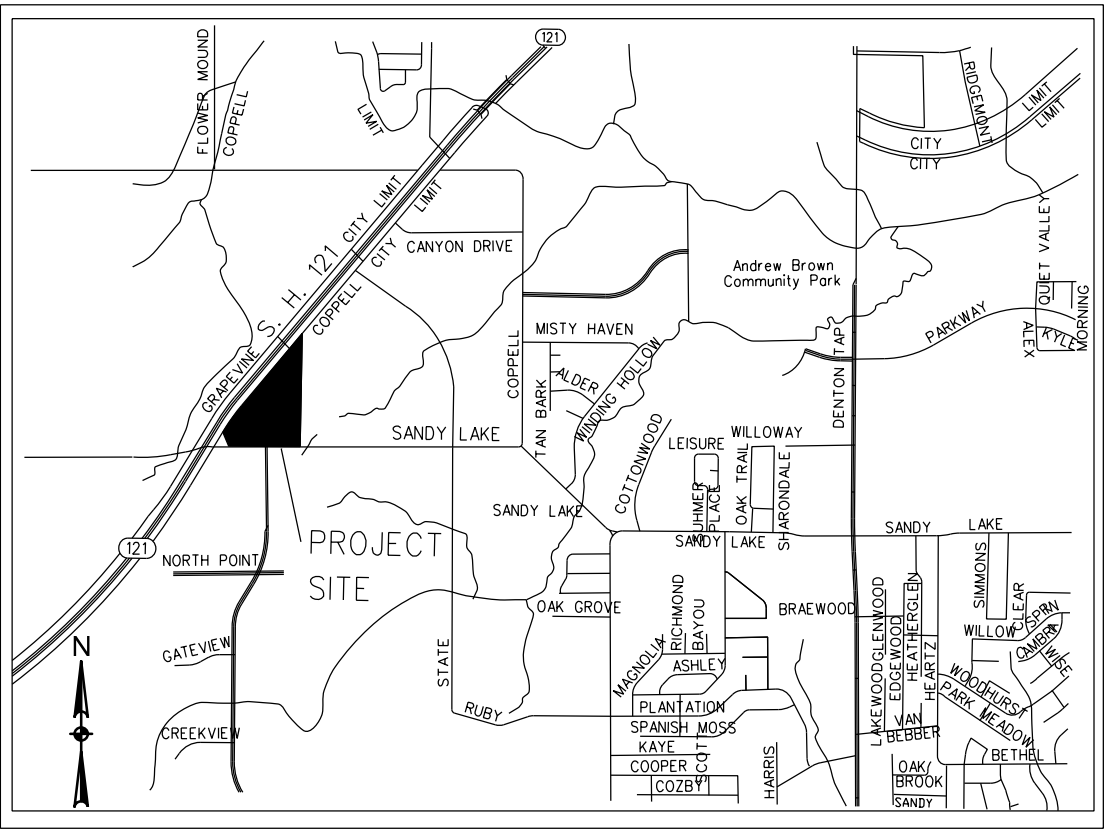 121
FLOWER MOUND
COPPELL
LIMIT
RIDGEMONT
LIMIT
LIMIT
CITY
CITY
CITY LIMIT
LIMIT
CITY
COPPELL
S. H. 121
GRAPEVINE
CANYON DRIVE
Andrew Brown
Community Park
QUIET VALLEY
MORNING
ALEX
KYLE
PARKWAY
DENTON TAP
MISTY HAVEN
COPPELL
TAN BARK
ALDER
WINDING HOLLOW
COTTONWOOD
SANDY LAKE
LEISURE
WILLOWAY
OAK TRAIL
SHARONDALE
PLACE
SANDY LAKE
SANDY LAKE
SANDY LAKE
121
NORTH POINT
PROJECT
SITE
OAK GROVE
RICHMOND
BAYOU
BRAEWOOD
LAKEWOOD
GLENWOOD
EDGEWOOD
HEATHERGLEN
HEARTZ
SIMMONS
CLEAR
SPRN
CAMBRA
WISE
WILLOW
N
GATEVIEW
STATE
MAGNOLIA
ASHLEY
WOODHURST
PARK MEADOW
RUBY
PLANTATION
SPANISH MOSS
SCOTT
VAN
BEBBER
CREEKVIEW
KAYE
COOPER
COZBY
HARRIS
BETHEL
OAK
BROOK
SANDY